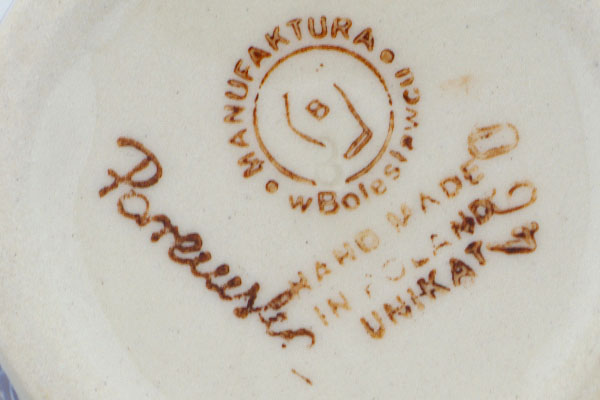 MANUFAKTURA
w Bolesławcu
B
HAND MADE
IN POLAND
UNIKAT